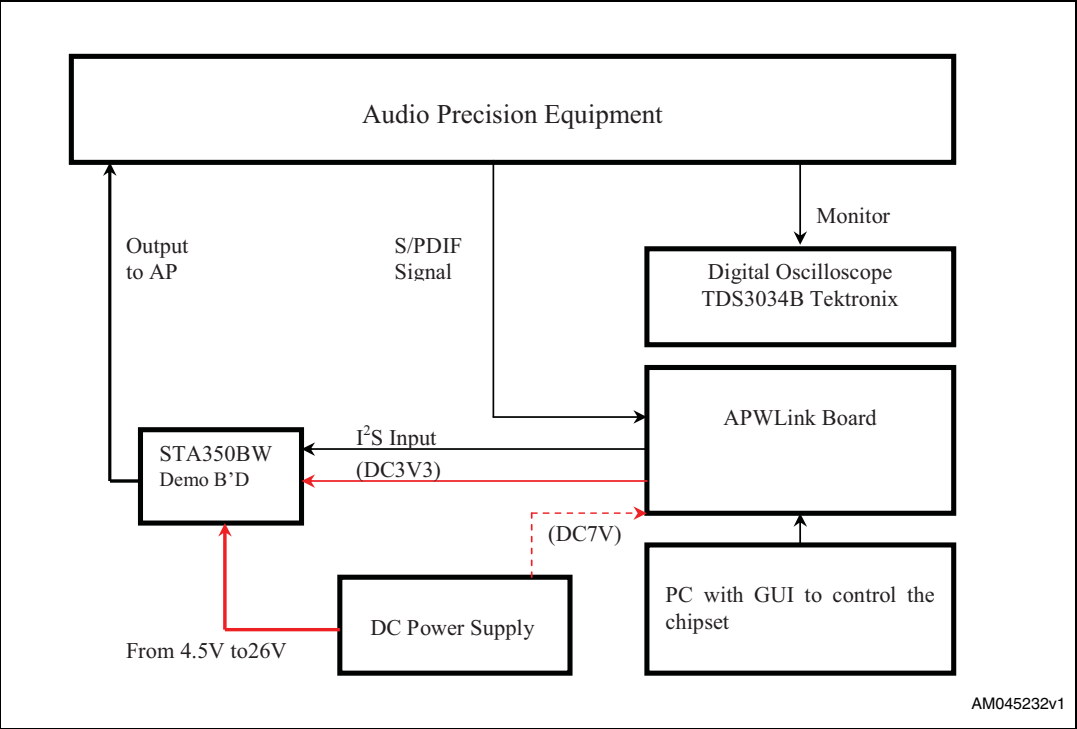 Audio Precision Equipment
Monitor
Output
to AP
S/PDIF
Signal
Digital Oscilloscope
TDS3034B Tektronix
APWLink Board
I²S Input
(DC3V3)
STA350BW
Demo B’D
(DC7V)
PC with GUI to control the
chipset
DC Power Supply
From 4.5V to26V
AM045232v1